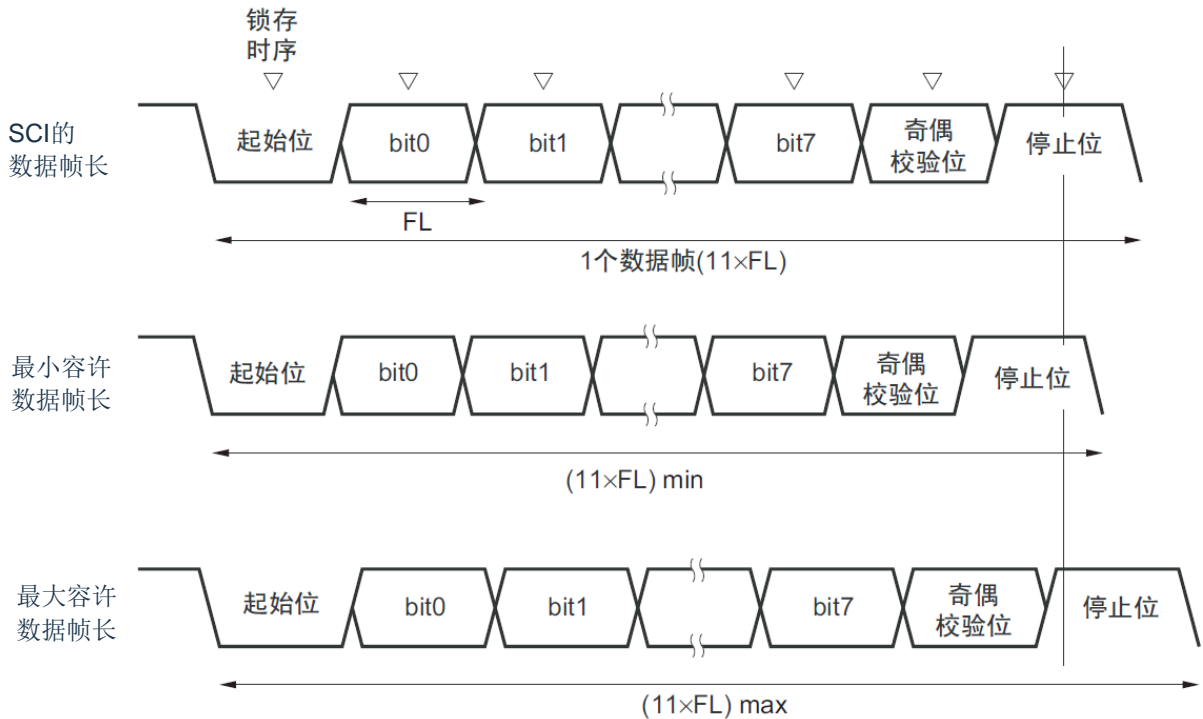 锁存
时序
SCI的
数据帧长
起始位
bit0
bit1
bit7
奇偶
校验位
停止位
FL
1个数据帧(11×FL)
最小容许
数据帧长
起始位
bit0
bit1
bit7
奇偶
校验位
停止位
(11×FL) min
最大容许
数据帧长
起始位
bit0
bit1
bit7
奇偶
校验位
停止位
(11×FL) max